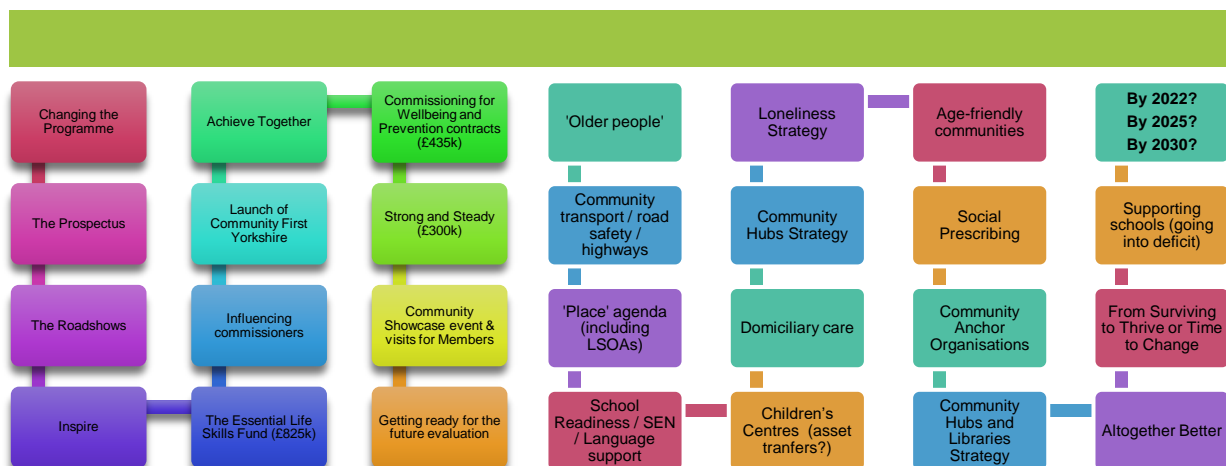 Changing the
Programme
The Prospectus
The Roadshows
Inspire
The Essential Life
Skills Fund (£825k)
Influencing
commissioners
Launch of
Community First
Yorkshire
Achieve Together
Commissioning for
Wellbeing and
Prevention contracts
(£435k)
Strong and Steady
(£300k)
Community
Showcase event &
visits for Members
Getting ready for the
future evaluation
'Older people'
Community
transport / road
safety /
highways
'Place' agenda
(including
LSOAs)
School
Readiness / SEN
/ Language
support
Children’s
Centres (asset
tranfers?)
Domiciliary care
Community
Hubs Strategy
Loneliness
Strategy
Age-friendly
communities
Social
Prescribing
Community
Anchor
Organisations
Community
Hubs and
Libraries
Strategy
Altogether Better
From Surviving
to Thrive or Time
to Change
Supporting
schools (going
into deficit)
By 2022?
By 2025?
By 2030?